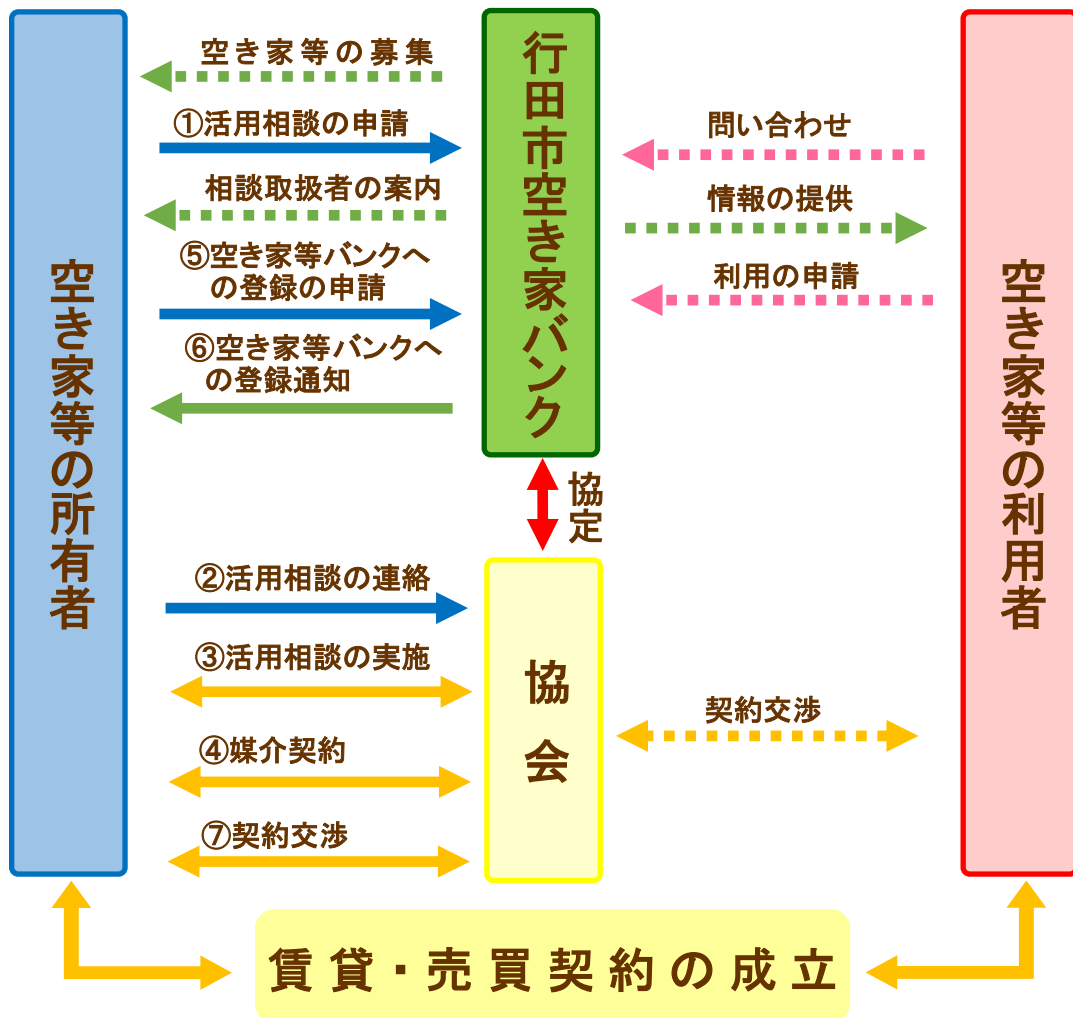 空き家等の所有者
空き家等の募集
①活用相談の申請
相談取扱者の案内
⑤空き家等バンクへ
の登録の申請
⑥空き家等バンクへ
の登録通知
行田市空き家バンク
問い合わせ
情報の提供
利用の申請
空き家等の利用者
協定
②活用相談の連絡
③活用相談の実施
④媒介契約
⑦契約交渉
協会
契約交渉
賃貸・売買契約の成立